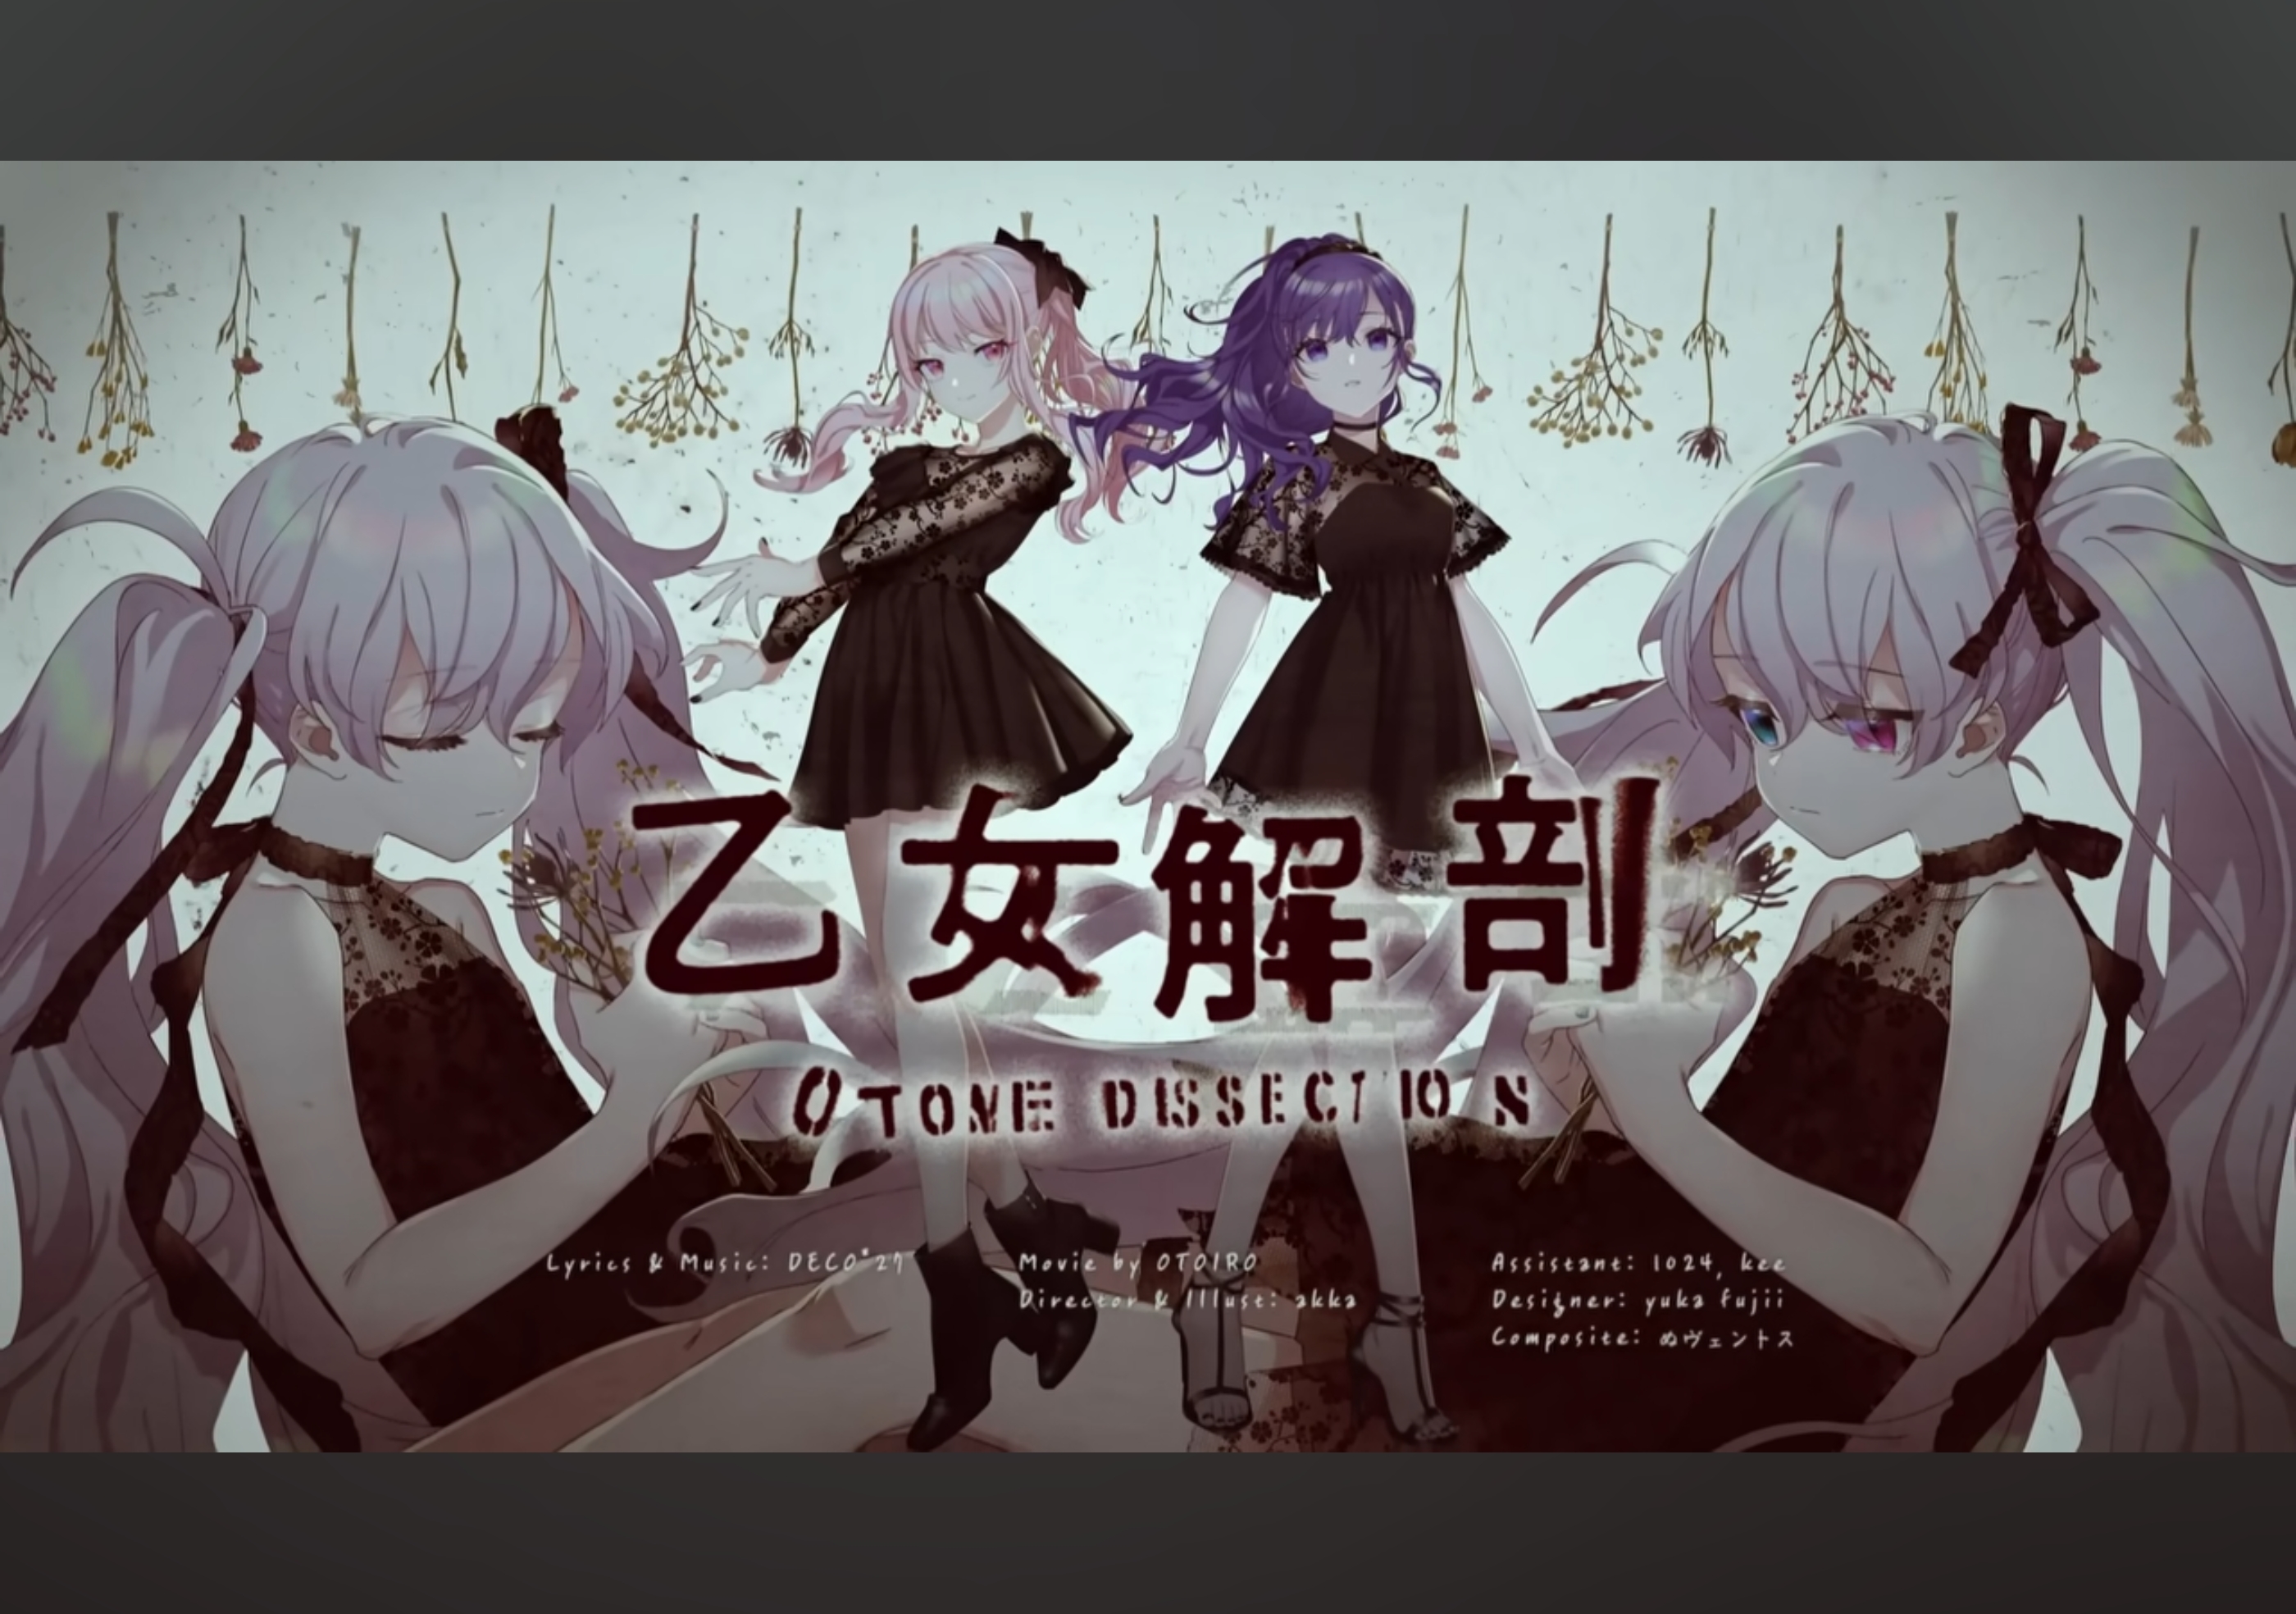 乙女解剖
OTOME DISSECTION
Lyrics & Music: DECO*27
Movie by OTOIRO
Director & Illust: akka
Assistant: 1024, kee
Designer: yuka fujii
Composite: ぬヴェントス